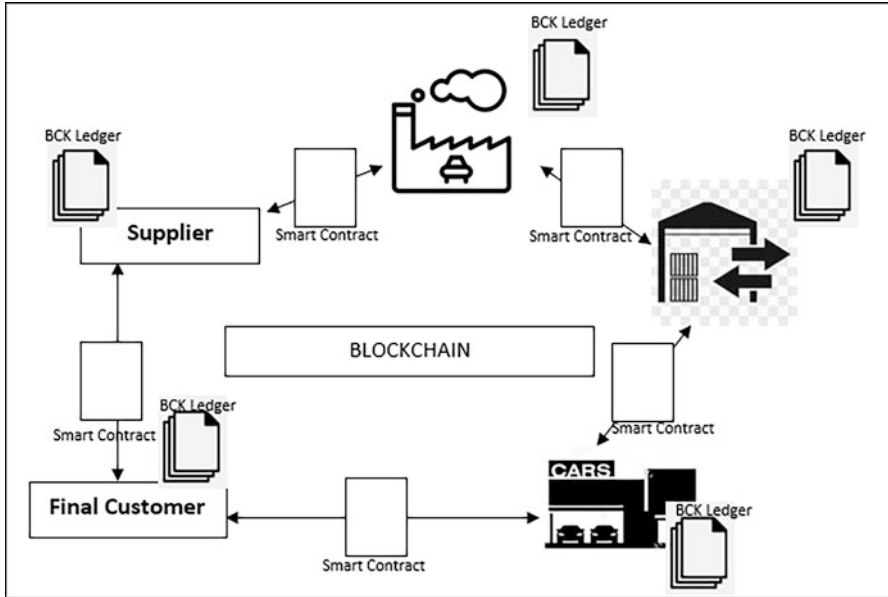 BCK Ledger
BCK Ledger
BCK Ledger
Smart Contract
Smart Contract
Supplier
BLOCKCHAIN
BCK Ledger
Smart Contract
Smart Contract
Final Customer
CARS
BCK Ledger
Smart Contract